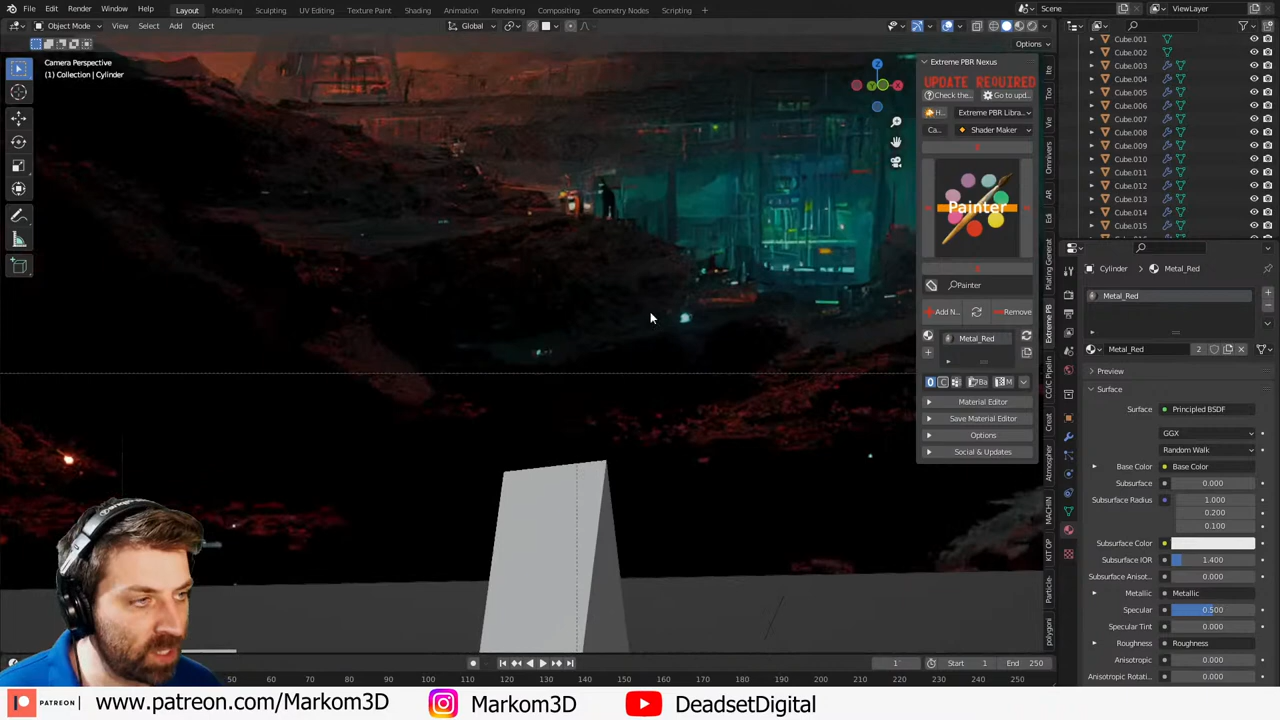 File Edit Render Window Help Layout Modeling Sculpting UV Editing Texture Paint Shading Animation Rendering Compositing Geometry Nodes Scripting + Scene ViewLayer
Object Mode View Select Add Object Global
Options
Camera Perspective
(1) Collection | Cylinder
Extreme PBR Nexus
UPDATE REQUIRED
Check the... Go to upd...
H... Extreme PBR Libra...
Ca... Shader Maker
Painter
Painter
Add N... Remove
Metal_Red
Material Editor
Save Material Editor
Options
Social & Updates
Cube.001
Cube.002
Cube.003
Cube.004
Cube.005
Cube.006
Cube.007
Cube.008
Cube.009
Cube.010
Cube.011
Cube.012
Cube.013
Cube.014
Cube.015
Cylinder > Metal_Red
Metal_Red
Metal_Red 2
Preview
Surface
Surface Principled BSDF
GGX
Random Walk
Base Color Base Color
Subsurface 0.000
Subsurface Radius 1.000
0.200
0.100
Subsurface Color
Subsurface IOR 1.400
Subsurface Anisot... 0.000
Metallic Metallic
Specular 0.500
Specular Tint 0.000
Roughness Roughness
Anisotropic 0.000
Anisotropic Rotati... 0.000
1 Start 1 End 250
50 60 70 80 90 100 110 120 130 140 150 160 170 180 190 200 210 220 230 240 250
PATREON www.patreon.com/Markom3D Markom3D DeadsetDigital